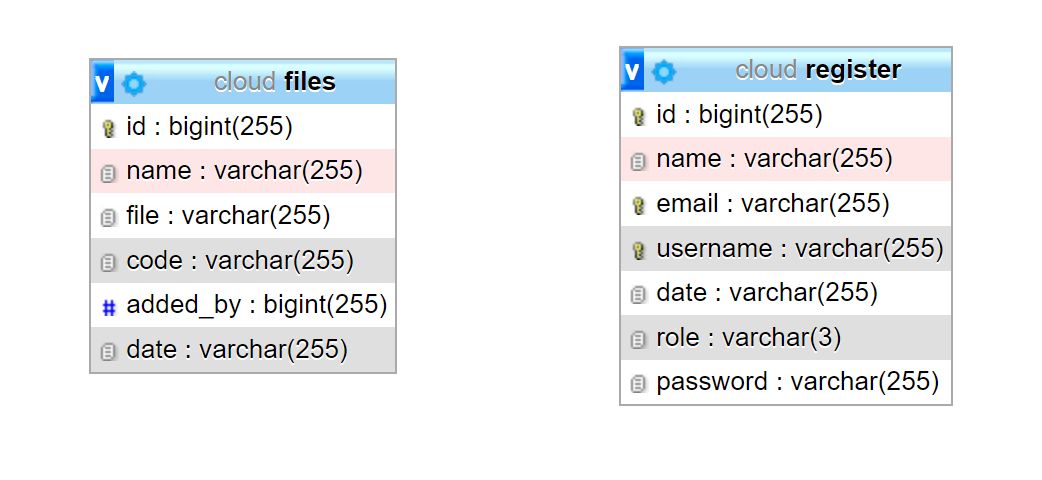 v cloud files
id : bigint(255)
name : varchar(255)
file : varchar(255)
code : varchar(255)
# added_by : bigint(255)
date : varchar(255)
v cloud register
id : bigint(255)
name : varchar(255)
email : varchar(255)
username : varchar(255)
date : varchar(255)
role : varchar(3)
password : varchar(255)